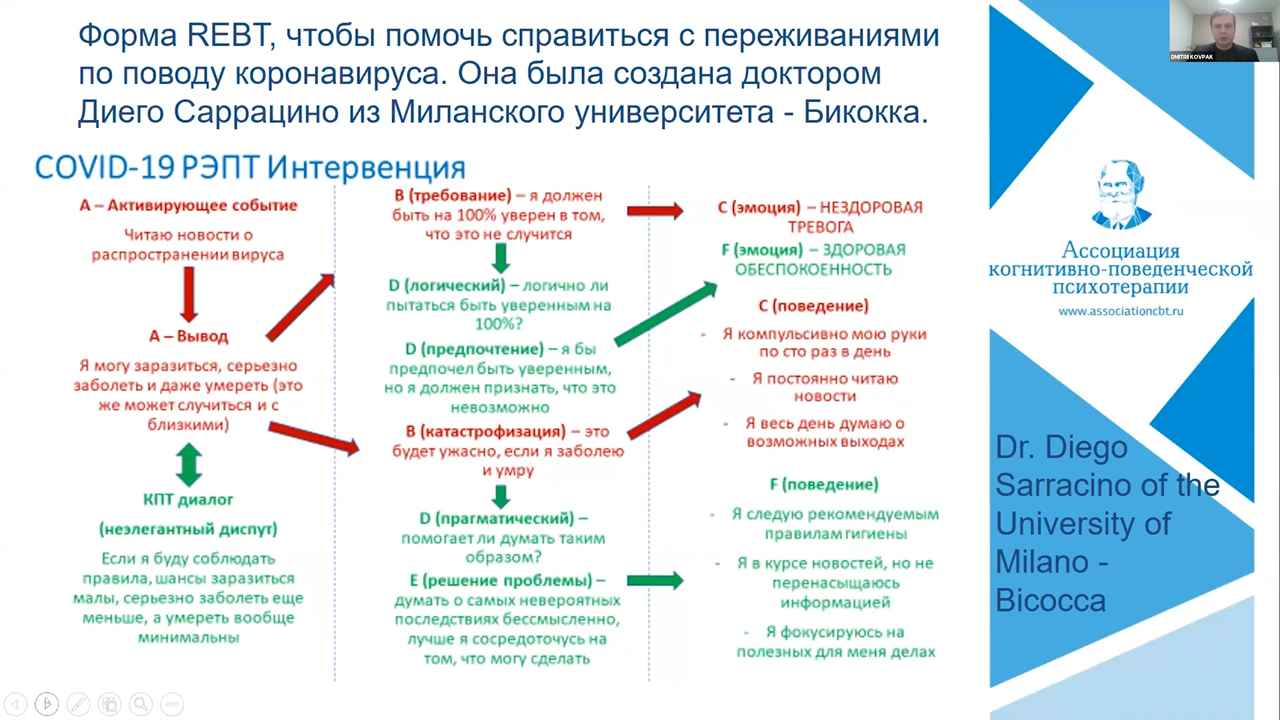 Форма REBT, чтобы помочь справиться с переживаниями
по поводу коронавируса. Она была создана доктором
Диего Саррацино из Миланского университета - Бикокка.
COVID-19 РЭПТ Интервенция
А – Активирующее событие
Читаю новости о
распространении вируса
А – Вывод
Я могу заразиться, серьезно
заболеть и даже умереть (это
же может случиться и с
близкими)
КПТ диалог
(неэлегантный диспут)
Если я буду соблюдать
правила, шансы заразиться
малы, серьезно заболеть еще
меньше, а умереть вообще
минимальны
В (требование) – я должен
быть на 100% уверен в том,
что это не случится
D (логический) – логично ли
пытаться быть уверенным на
100%?
D (предпочтение) – я бы
предпочел быть уверенным,
но я должен признать, что это
невозможно
В (катастрофизация) – это
будет ужасно, если я заболею
и умру
D (прагматический) –
помогает ли думать таким
образом?
Е (решение проблемы) –
думать о самых невероятных
последствиях бессмысленно,
лучше я сосредоточусь на
том, что могу сделать
С (эмоция) – НЕЗДОРОВАЯ
ТРЕВОГА
F (эмоция) – ЗДОРОВАЯ
ОБЕСПОКОЕННОСТЬ
С (поведение)
- Я компульсивно мою руки
по сто раз в день
- Я постоянно читаю
новости
- Я весь день думаю о
возможных выходах
F (поведение)
- Я следую рекомендуемым
правилам гигиены
- Я в курсе новостей, но не
перенасыщаюсь
информацией
- Я фокусируюсь на
полезных для меня делах
DMITRII KOVPAK
Ассоциация
когнитивно-поведенческой
психотерапии
www.associationcbt.ru
Dr. Diego
Sarracino of the
University of
Milano -
Bicocca